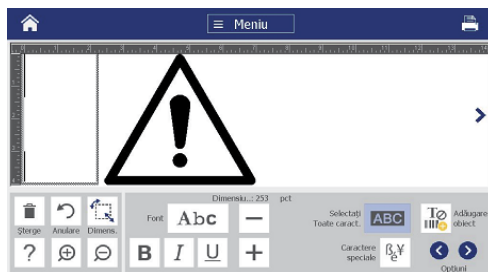 ≡ Meniu
Dimensiu..: 253 pct
Șterge
Anulare
Dimens.
Font
Abc
Selectați
Toate caract.
ABC
Adăugare
obiect
B
I
U
Caractere
speciale
Opțiuni